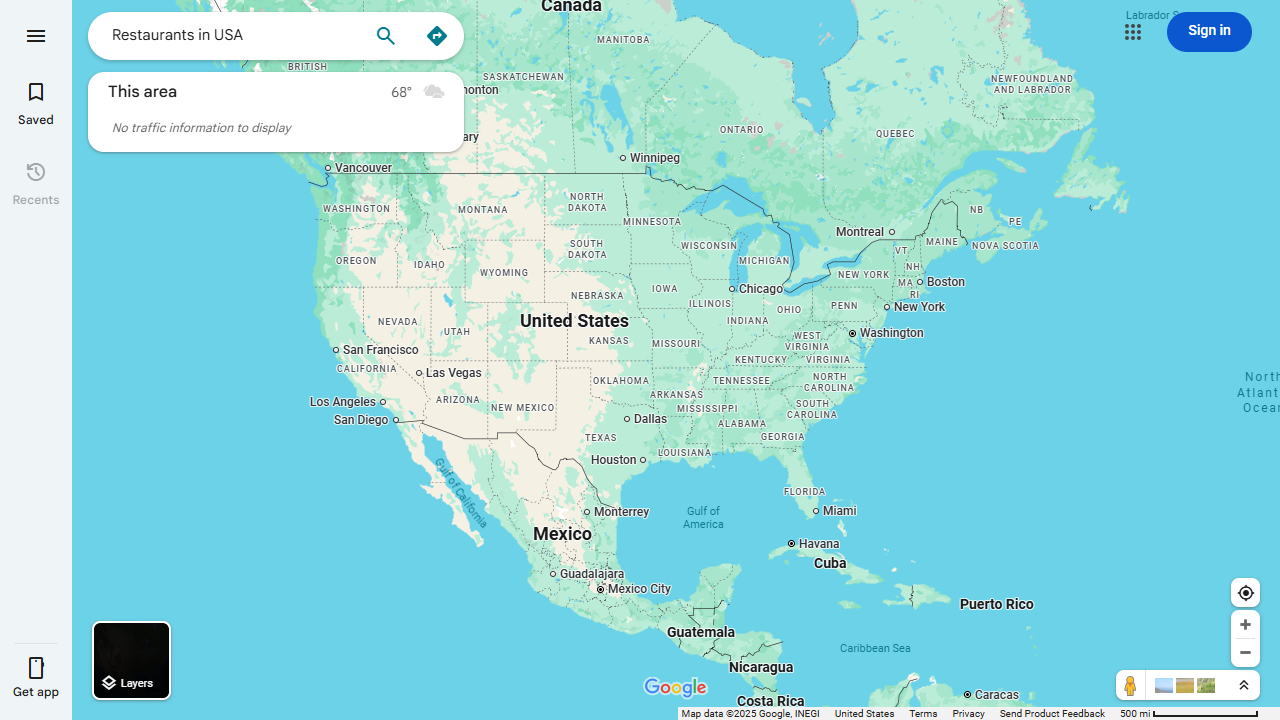 Restaurants in USA
Sign in
This area
68°
No traffic information to display
Saved
Recents
Get app
Layers
Canada
MANITOBA
BRITISH
SASKATCHEWAN
monton
ary
Labrador S
NEWFOUNDLAND
AND LABRADOR
ONTARIO
QUEBEC
Vancouver
Winnipeg
WASHINGTON
MONTANA
NORTH
DAKOTA
MINNESOTA
NB
PE
NOVA SCOTIA
Montreal
MAINE
VT
NH
MA
RI
OREGON
IDAHO
WYOMING
SOUTH
DAKOTA
WISCONSIN
MICHIGAN
NEW YORK
Boston
NEBRASKA
IOWA
Chicago
ILLINOIS
INDIANA
OHIO
PENN
New York
United States
NEVADA
UTAH
KANSAS
MISSOURI
WEST
VIRGINIA
Washington
KENTUCKY
VIRGINIA
San Francisco
CALIFORNIA
Las Vegas
OKLAHOMA
TENNESSEE
NORTH
CAROLINA
North
Atlant
Ocean
Los Angeles
ARIZONA
NEW MEXICO
ARKANSAS
MISSISSIPPI
SOUTH
CAROLINA
San Diego
Dallas
ALABAMA
TEXAS
GEORGIA
Houston
LOUISIANA
Gulf of California
FLORIDA
Monterrey
Gulf of
America
Miami
Mexico
Havana
Cuba
Guadalajara
Mexico City
Puerto Rico
Guatemala
Caribbean Sea
Nicaragua
Google
Costa Rica
Caracas
Map data ©2025 Google, INEGI
United States
Terms
Privacy
Send Product Feedback
500 mi